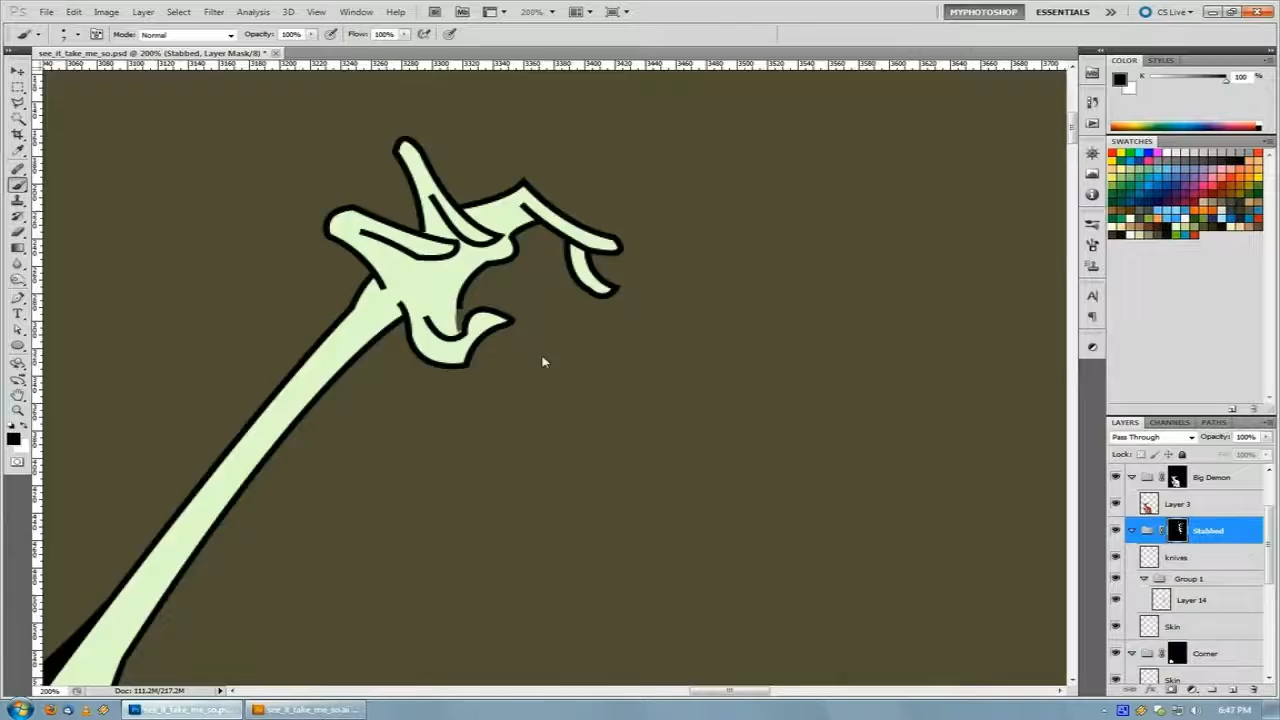 Ps File Edit Image Layer Select Filter Analysis 3D View Window Help 200% MYPHOTOSHOP ESSENTIALS CS Live
Mode: Normal Opacity: 100% Flow: 100%
see_it_take_me_so.psd @ 200% (Stabbed, Layer Mask/8) *
COLOR STYLES
K 100 %
SWATCHES
LAYERS CHANNELS PATHS
Pass Through Opacity: 100%
Lock: 100%
Big Demon
Layer 3
Stabbed
knives
Group 1
Layer 14
Skin
Corner
Skin
200% Doc: 111.2M/217.2M
see_it_take_me_so.p... see_it_take_me_so.ai ... 6:47 PM